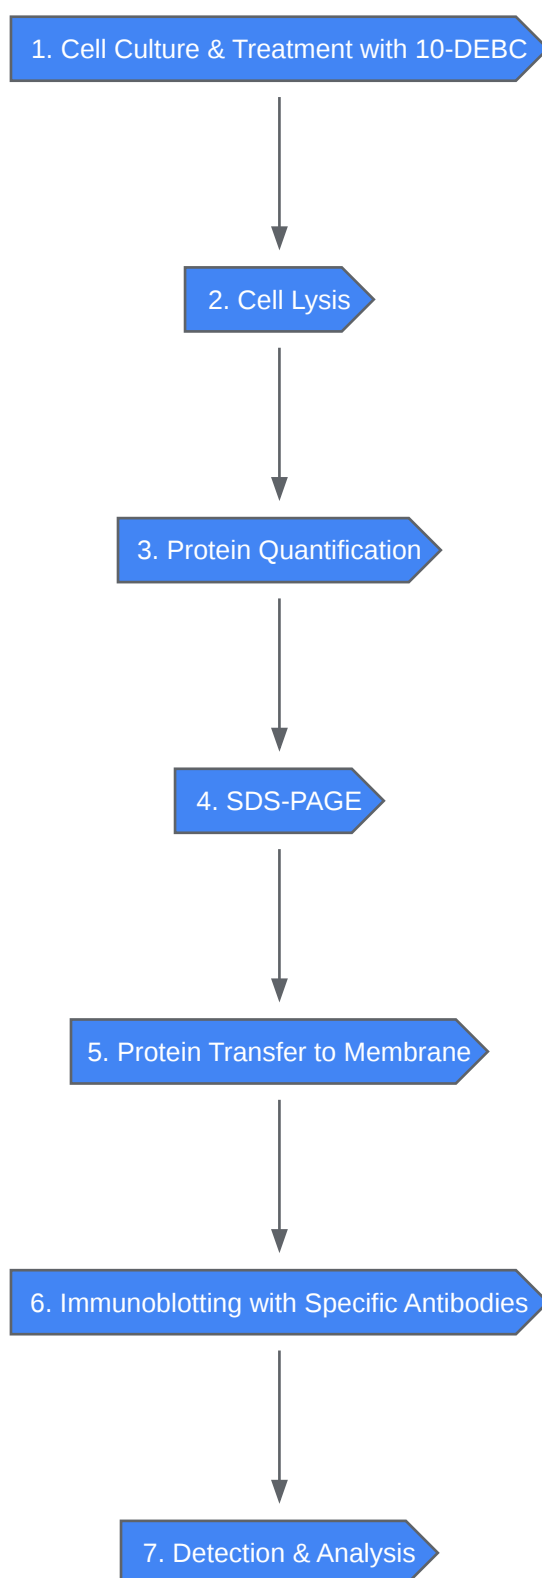 1. Cell Culture & Treatment with 10-DEBC
2. Cell Lysis
3. Protein Quantification
4. SDS-PAGE
5. Protein Transfer to Membrane
6. Immunoblotting with Specific Antibodies
7. Detection & Analysis